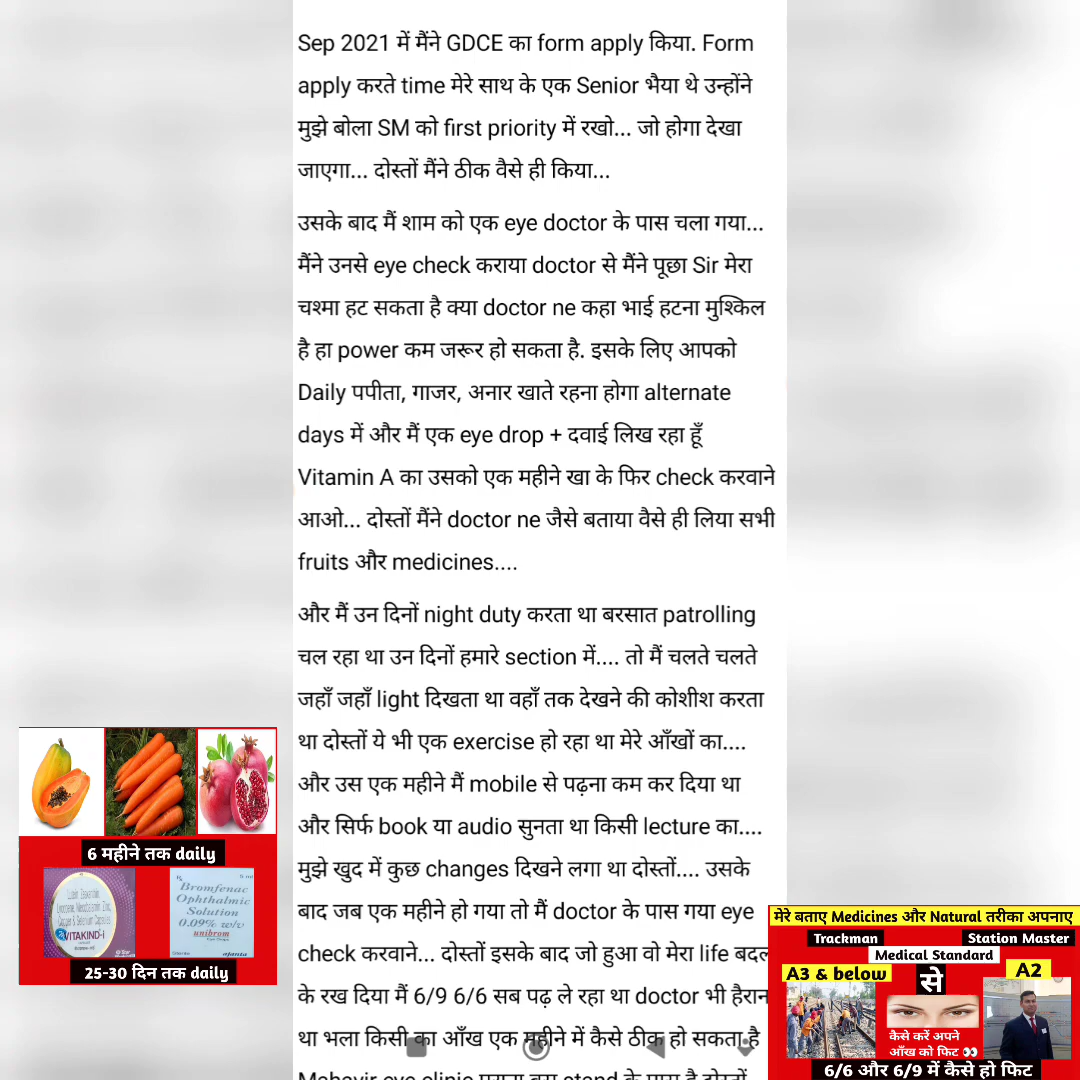 Sep 2021 में मैंने GDCE का form apply किया. Form
apply करते time मेरे साथ के एक Senior भैया थे उन्होंने
मुझे बोला SM को first priority में रखो... जो होगा देखा
जाएगा... दोस्तों मैंने ठीक वैसे ही किया...
उसके बाद मैं शाम को एक eye doctor के पास चला गया...
मैंने उनसे eye check कराया doctor से मैंने पूछा Sir मेरा
चश्मा हट सकता है क्या doctor ne कहा भाई हटना मुश्किल
है हा power कम जरूर हो सकता है. इसके लिए आपको
Daily पपीता, गाजर, अनार खाते रहना होगा alternate
days में और मैं एक eye drop + दवाई लिख रहा हूँ
Vitamin A का उसको एक महीने खा के फिर check करवाने
आओ... दोस्तों मैंने doctor ne जैसे बताया वैसे ही लिया सभी
fruits और medicines....
और मैं उन दिनों night duty करता था बरसात patrolling
चल रहा था उन दिनों हमारे section में.... तो मैं चलते चलते
जहाँ जहाँ light दिखता था वहाँ तक देखने की कोशीश करता
था दोस्तों ये भी एक exercise हो रहा था मेरे आँखों का....
और उस एक महीने मैं mobile से पढ़ना कम कर दिया था
और सिर्फ book या audio सुनता था किसी lecture का....
मुझे खुद में कुछ changes दिखने लगा था दोस्तों.... उसके
बाद जब एक महीने हो गया तो मैं doctor के पास गया eye
check करवाने... दोस्तों इसके बाद जो हुआ वो मेरा life बदल
के रख दिया मैं 6/9 6/6 सब पढ़ ले रहा था doctor भी हैरान
था भला किसी का आँख एक महीने में कैसे ठीक हो सकता है
6 महीने तक daily
VITAKIND-i
Bromfenac
Ophthalmic
Solution
0.09% w/v
unibrom
ajanta
25-30 दिन तक daily
मेरे बताए Medicines और Natural तरीका अपनाए
Trackman
Station Master
Medical Standard
A3 & below
से
A2
कैसे करें अपने
आँख को फिट 👀
6/6 और 6/9 में कैसे हो फिट